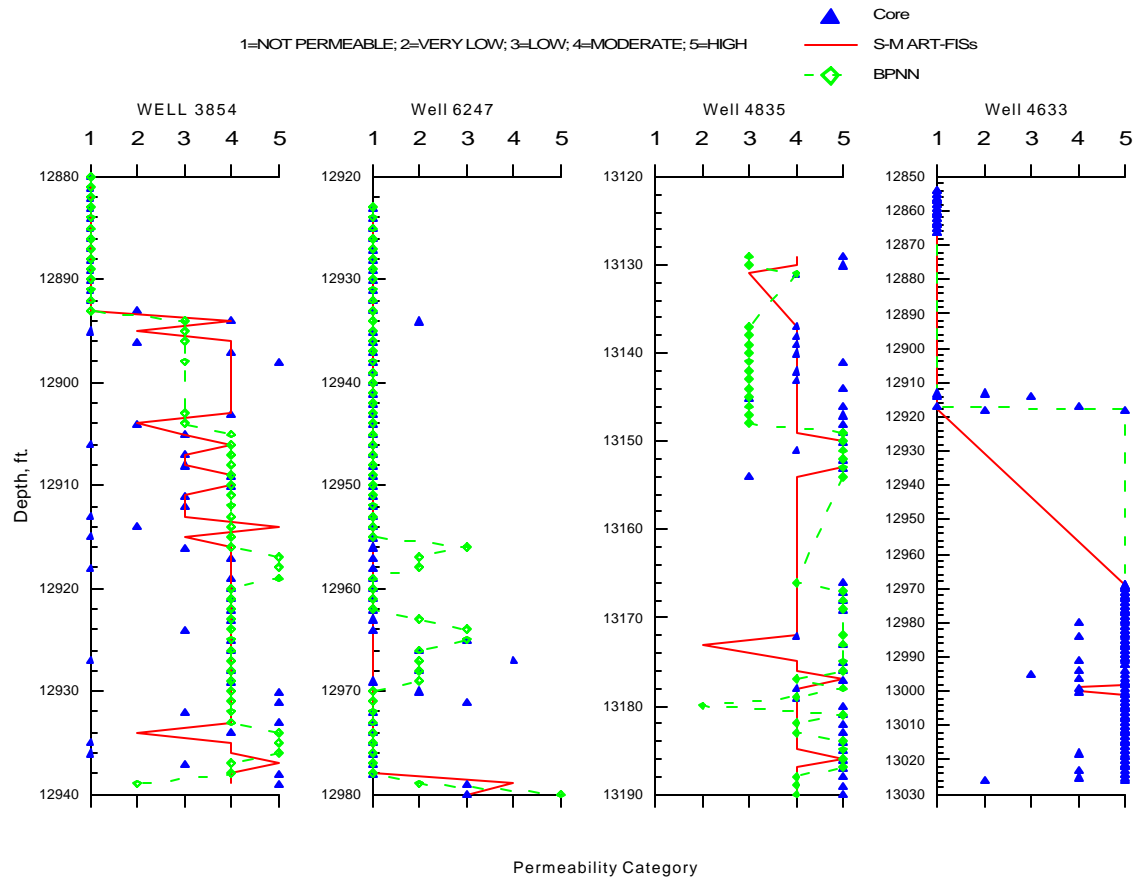 Core
1=NOT PERMEABLE; 2=VERY LOW; 3=LOW; 4=MODERATE; 5=HIGH
S-M ART-FISs
BPNN
WELL 3854
Well 6247
Well 4835
Well 4633
1 2 3 4 5
1 2 3 4 5
1 2 3 4 5
1 2 3 4 5
Depth, ft.
12880
12890
12900
12910
12920
12930
12940
12920
12930
12940
12950
12960
12970
12980
13120
13130
13140
13150
13160
13170
13180
13190
12850
12860
12870
12880
12890
12900
12910
12920
12930
12940
12950
12960
12970
12980
12990
13000
13010
13020
13030
Permeability Category